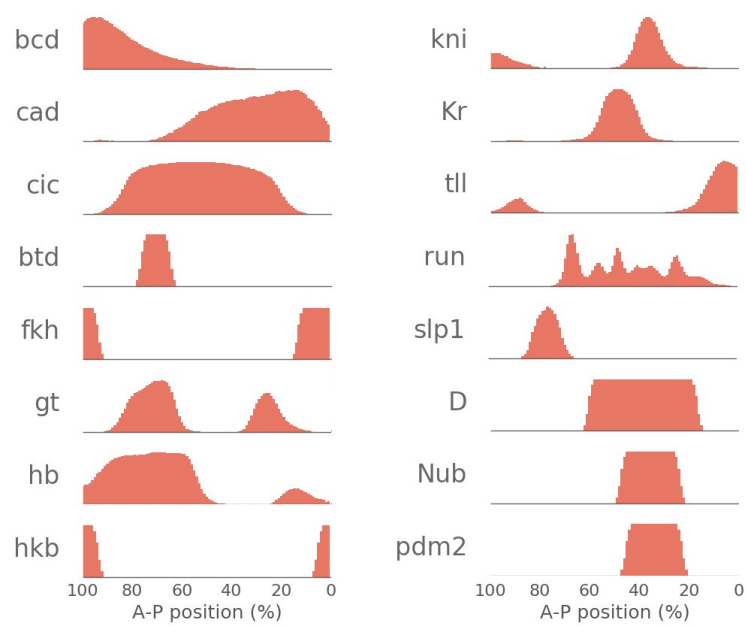 bcd
cad
cic
btd
fkh
gt
hb
hkb
100 80 60 40 20 0
A-P position (%)
kni
Kr
tll
run
slp1
D
Nub
pdm2
100 80 60 40 20 0
A-P position (%)